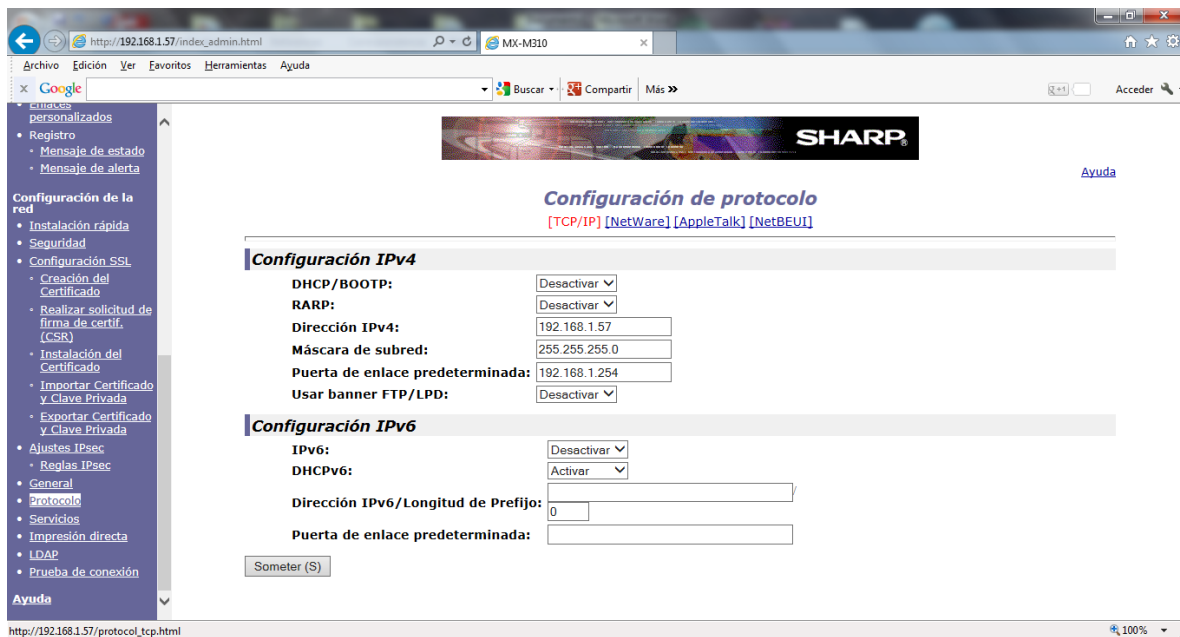 http://192.168.1.57/index_admin.html
MX-M310
Archivo Edición Ver Favoritos Herramientas Ayuda
x Google Buscar Compartir Más »
g+1
Acceder
Enlaces
personalizados
Registro
Mensaje de estado
Mensaje de alerta
Configuración de la
red
Instalación rápida
Seguridad
Configuración SSL
Creación del
Certificado
Realizar solicitud de
firma de certif.
(CSR)
Instalación del
Certificado
Importar Certificado
y Clave Privada
Exportar Certificado
y Clave Privada
Ajustes IPsec
Reglas IPsec
General
Protocolo
Servicios
Impresión directa
LDAP
Prueba de conexión
Ayuda
SHARP®
Ayuda
Configuración de protocolo
[TCP/IP] [NetWare] [AppleTalk] [NetBEUI]
Configuración IPv4
DHCP/BOOTP: Desactivar
RARP: Desactivar
Dirección IPv4: 192.168.1.57
Máscara de subred: 255.255.255.0
Puerta de enlace predeterminada: 192.168.1.254
Usar banner FTP/LPD: Desactivar
Configuración IPv6
IPv6: Desactivar
DHCPv6: Activar
Dirección IPv6/Longitud de Prefijo: /
0
Puerta de enlace predeterminada:
Someter (S)
http://192.168.1.57/protocol_tcp.html
100%